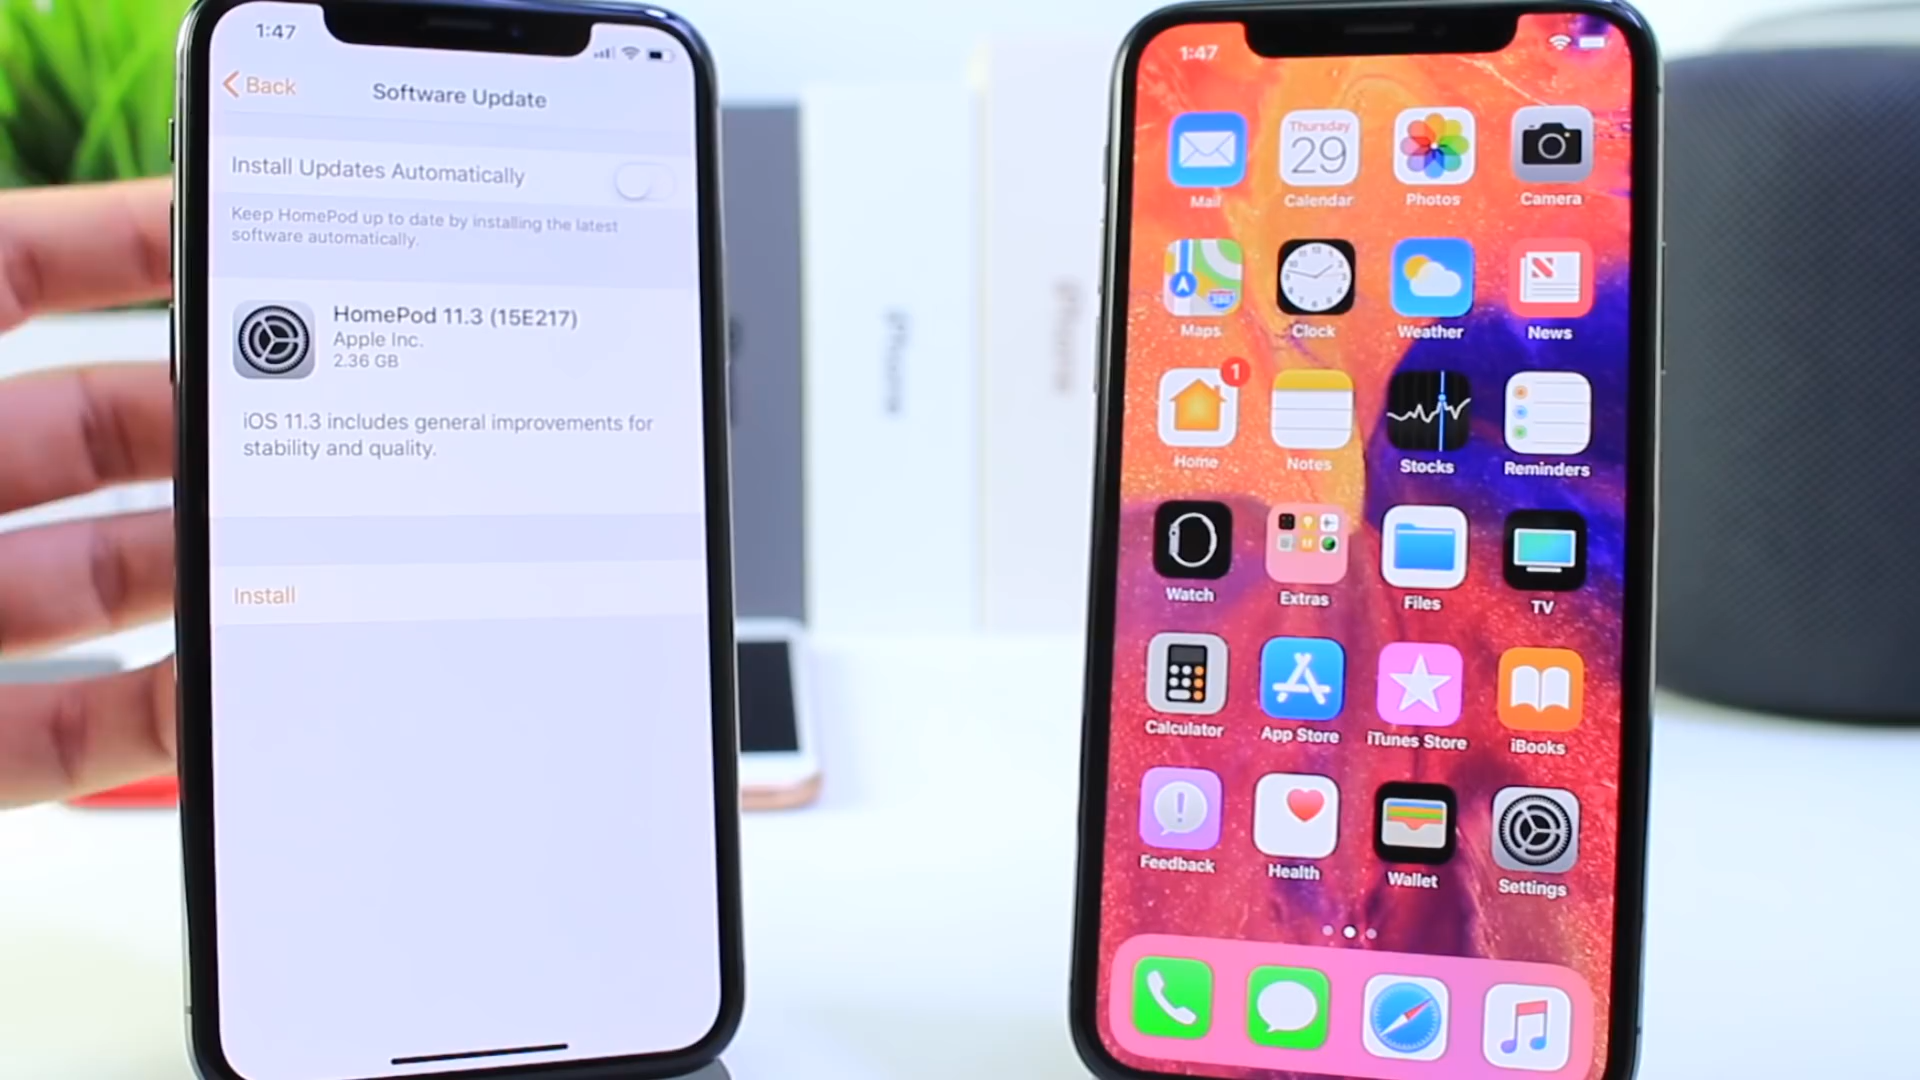 1:47
Back
Software Update
Install Updates Automatically
Keep HomePod up to date by installing the latest
software automatically.
HomePod 11.3 (15E217)
Apple Inc.
2.36 GB
iOS 11.3 includes general improvements for
stability and quality.
Install
iPhone
iPhone
1:47
Thursday
29
Mail
Calendar
Photos
Camera
Maps
Clock
Weather
News
1
Home
Notes
Stocks
Reminders
Watch
Extras
Files
TV
Calculator
App Store
iTunes Store
iBooks
Feedback
Health
Wallet
Settings